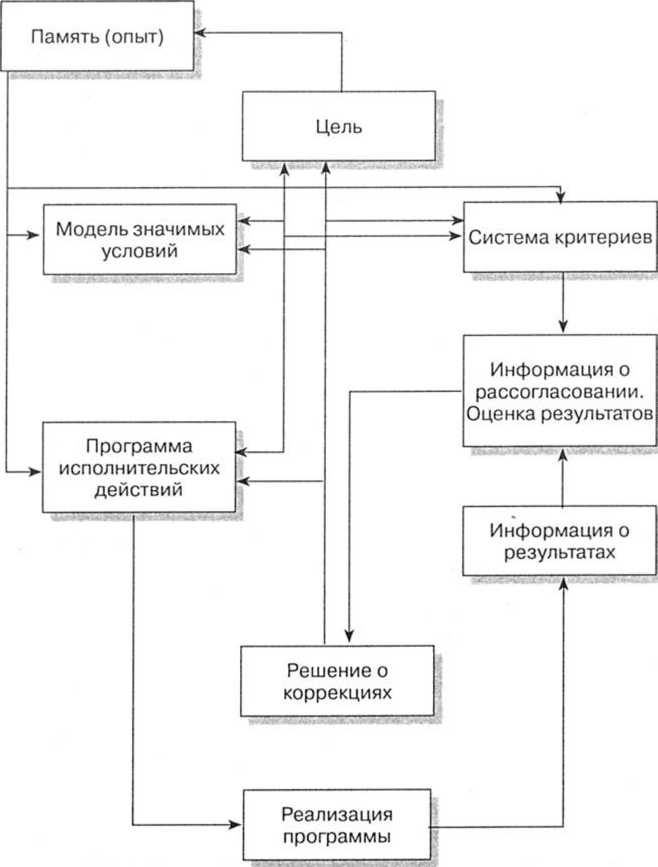 Память (опыт)
Цель
Модель значимых
условий
Система критериев
Информация о
рассогласовании.
Оценка результатов
Программа
исполнительских
действий
Информация о
результатах
Решение о
коррекциях
Реализация
программы